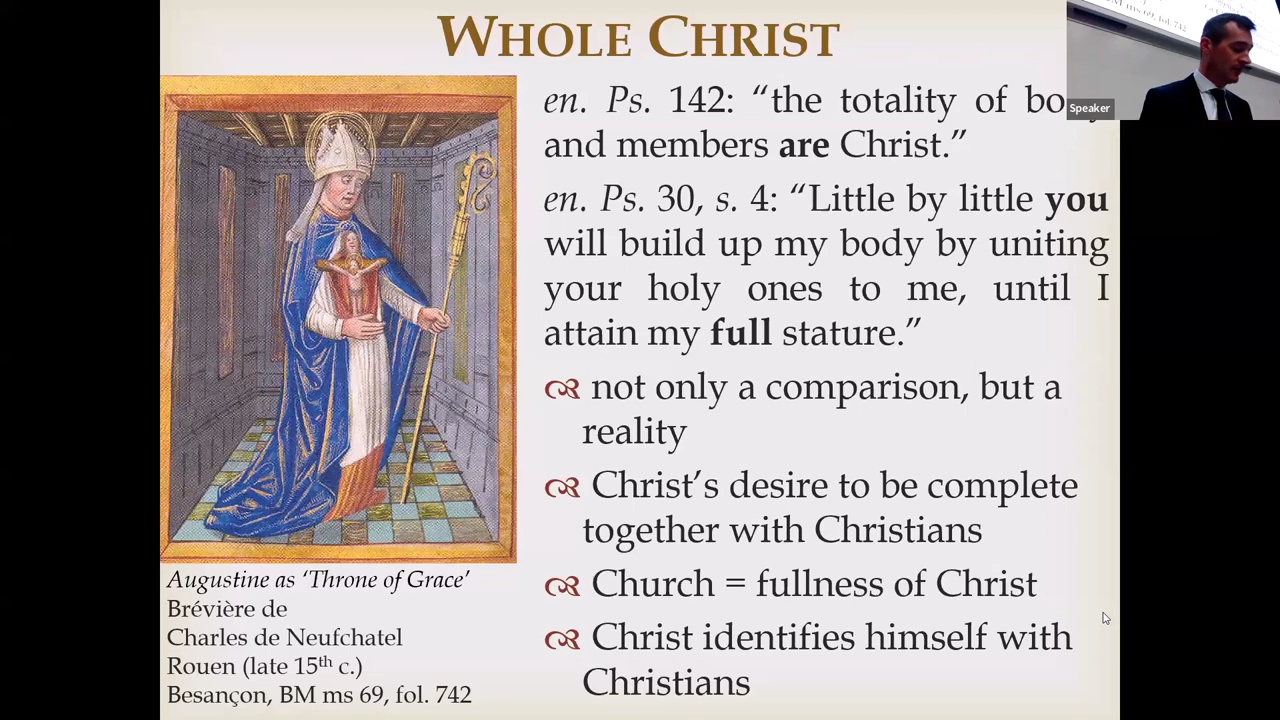 WHOLE CHRIST
en. Ps. 142: “the totality of bo
and members are Christ.”
en. Ps. 30, s. 4: “Little by little you
will build up my body by uniting
your holy ones to me, until I
attain my full stature.”
not only a comparison, but a
reality
Christ’s desire to be complete
together with Christians
Church = fullness of Christ
Christ identifies himself with
Christians
Augustine as ‘Throne of Grace’
Brévière de
Charles de Neufchatel
Rouen (late 15th c.)
Besançon, BM ms 69, fol. 742
Speaker